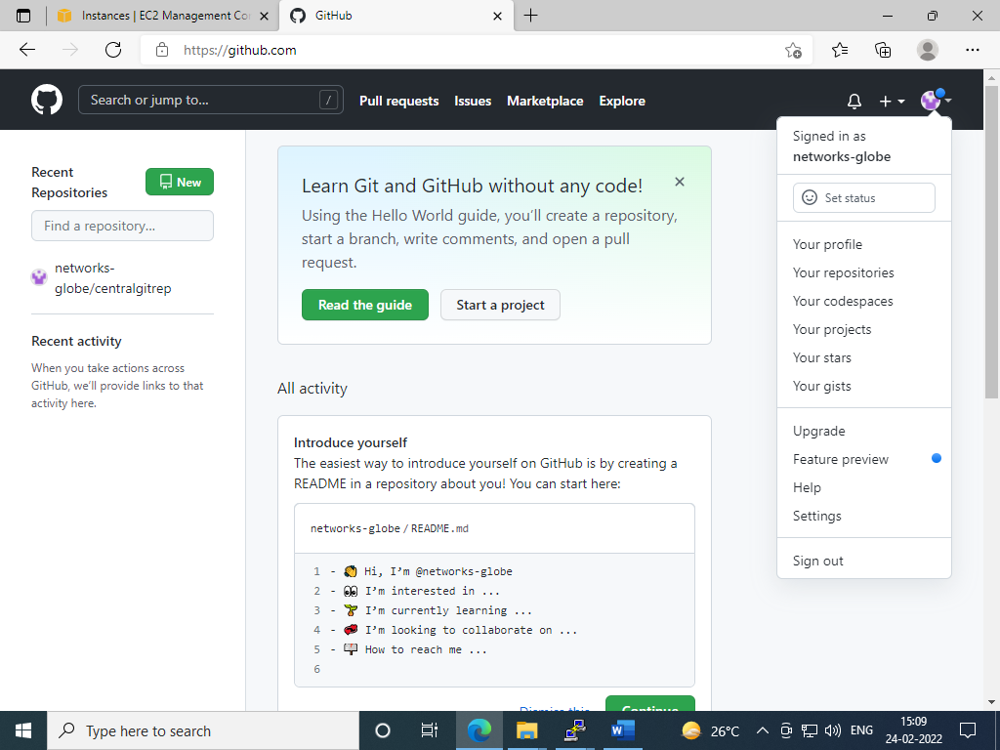 Instances | EC2 Management Con
GitHub
https://github.com
Search or jump to...
/
Pull requests
Issues
Marketplace
Explore
Recent
Repositories
New
Find a repository...
networks-
globe/centralgitrep
Recent activity
When you take actions across
GitHub, we'll provide links to that
activity here.
Learn Git and GitHub without any code!
Using the Hello World guide, you'll create a repository,
start a branch, write comments, and open a pull
request.
Read the guide
Start a project
All activity
Introduce yourself
The easiest way to introduce yourself on GitHub is by creating a
README in a repository about you! You can start here:
networks-globe / README.md
1 - 👋 Hi, I'm @networks-globe
2 - 👀 I'm interested in ...
3 - 🌱 I'm currently learning ...
4 - 💞️ I'm looking to collaborate on ...
5 - 📫 How to reach me ...
6
Dismiss this
Continue
Signed in as
networks-globe
Set status
Your profile
Your repositories
Your codespaces
Your projects
Your stars
Your gists
Upgrade
Feature preview
Help
Settings
Sign out
Type here to search
26°C
ENG
15:09
24-02-2022